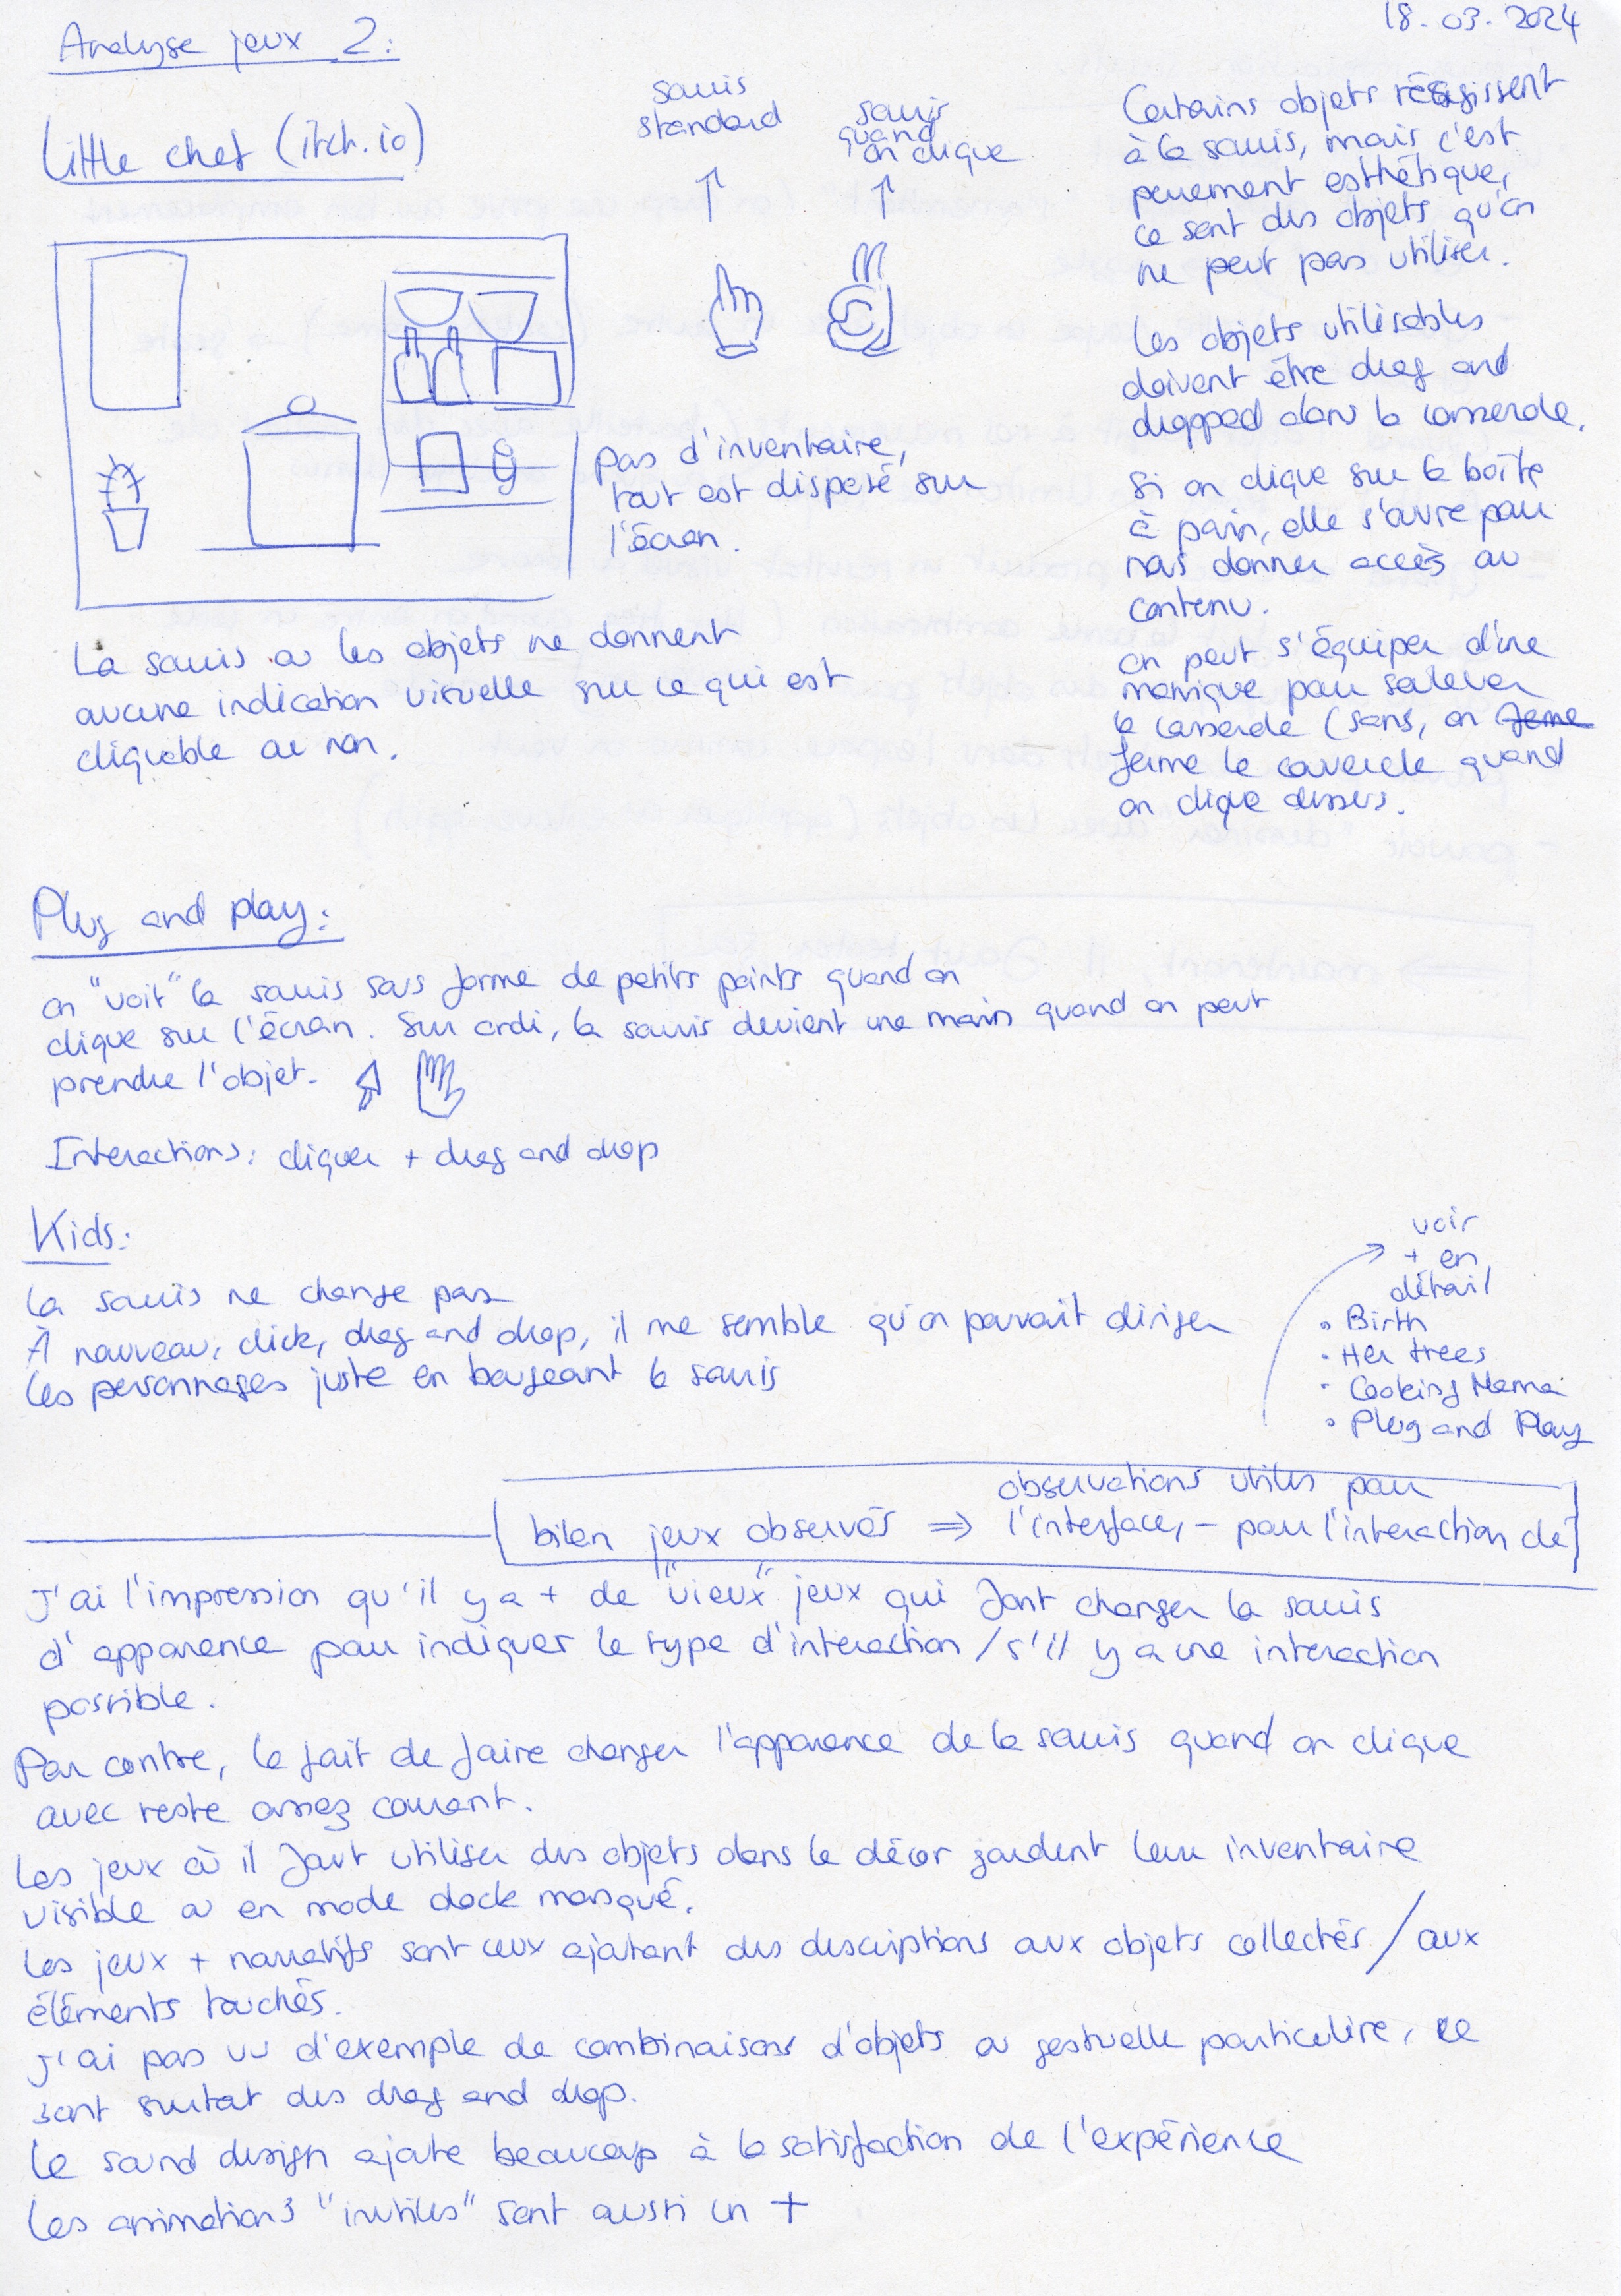 18.03.2024
Analyse jeux 2:
Little chef (itch.io)
souris
standard
souris
quand
on clique
Pas d'inventaire,
tout est disposé sur
l'écran.
La souris ou les objets ne donnent
aucune indication visuelle sur ce qui est
cliquable ou non.
Certains objets réagissent
à la souris, mais c'est
purement esthétique,
ce sont des objets qu'on
ne peut pas utiliser.
Les objets utilisables
doivent être drag and
dropped dans la casserole.
Si on clique sur la boîte
à pain, elle s'ouvre pour
nous donner accès au
contenu.
On peut s'équiper d'une
manique pour soulever
la casserole (sans, on ferme
ferme le couvercle quand
on clique dessus.
Plug and play:
on "voit" la souris sous forme de petits points quand on
clique sur l'écran. Sur ordi, la souris devient une main quand on peut
prendre l'objet.
Interactions: cliquer + drag and drop
Kids:
La souris ne change pas
À nouveau, click, drag and drop, il me semble qu'on pouvait diriger
les personnages juste en bougeant la souris
voir
+ en
détail
• Birth
• Her trees
• Cooking Mama
• Plug and Play
bilan jeux observés ⇒ observations utiles pour
l'interface, - pour l'interaction de
J'ai l'impression qu'il y a + de "vieux" jeux qui font changer la souris
d'apparence pour indiquer le type d'interaction / s'il y a une interaction
possible.
Par contre, le fait de faire changer l'apparence de la souris quand on clique
avec reste assez courant.
Les jeux où il faut utiliser des objets dans le décor gardent leur inventaire
visible ou en mode dock masqué.
Les jeux + narratifs sont ceux ajoutant des descriptions aux objets collectés / aux
éléments touchés.
J'ai pas vu d'exemple de combinaisons d'objets ou gestuelle particulière, ce
sont surtout des drag and drop.
Le sound design ajoute beaucoup à la satisfaction de l'expérience
Les animations "inutiles" sont aussi un +